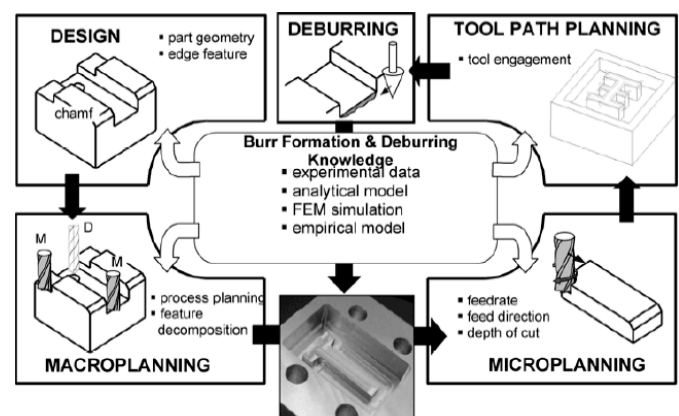 DESIGN
▪ part geometry
▪ edge feature
chamf
DEBURRING
TOOL PATH PLANNING
▪ tool engagement
Burr Formation & Deburring
Knowledge
▪ experimental data
▪ analytical model
▪ FEM simulation
▪ empirical model
M
D
M
▪ process planning
▪ feature
decomposition
MACROPLANNING
▪ feedrate
▪ feed direction
▪ depth of cut
MICROPLANNING